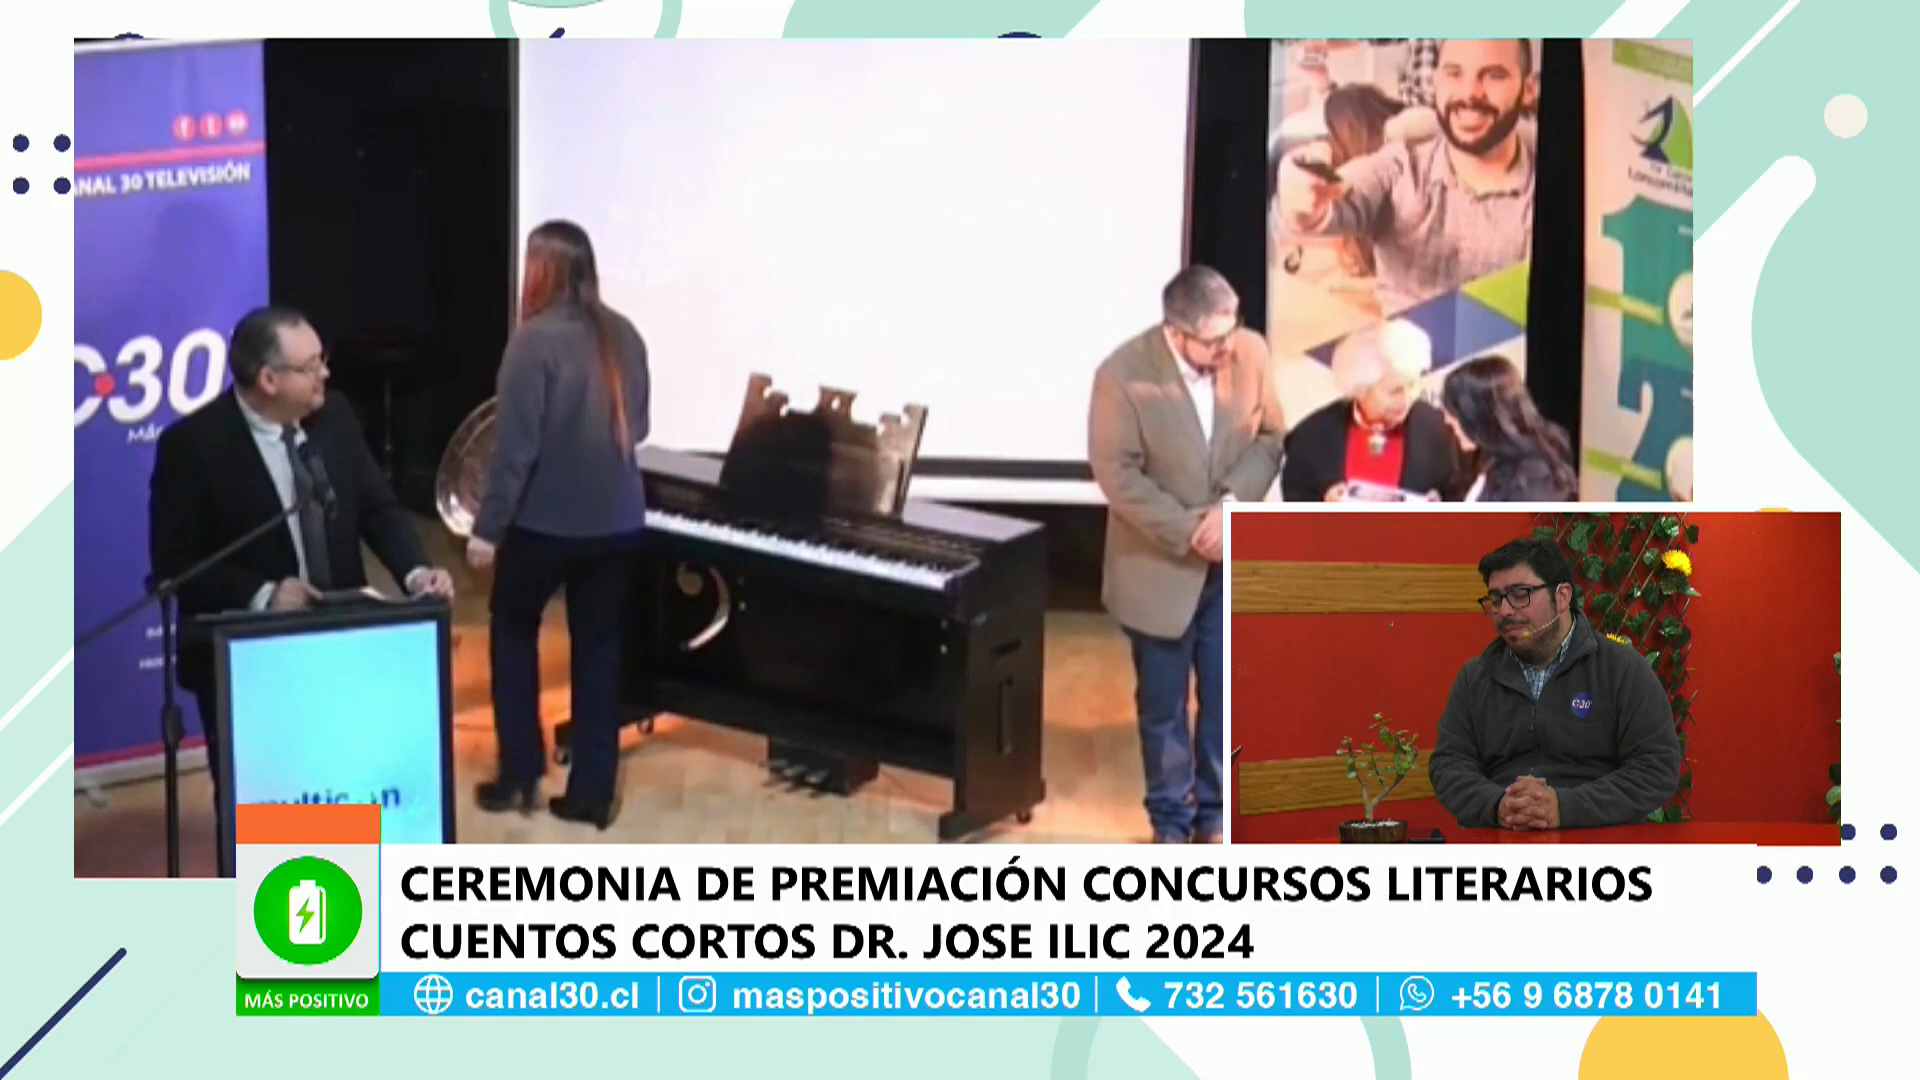 CANAL 30 TELEVISIÓN
C30
C30
CEREMONIA DE PREMIACIÓN CONCURSOS LITERARIOS
CUENTOS CORTOS DR. JOSE ILIC 2024
MÁS POSITIVO
canal30.cl | maspositivocanal30 | 732 561630 | +56 9 6878 0141